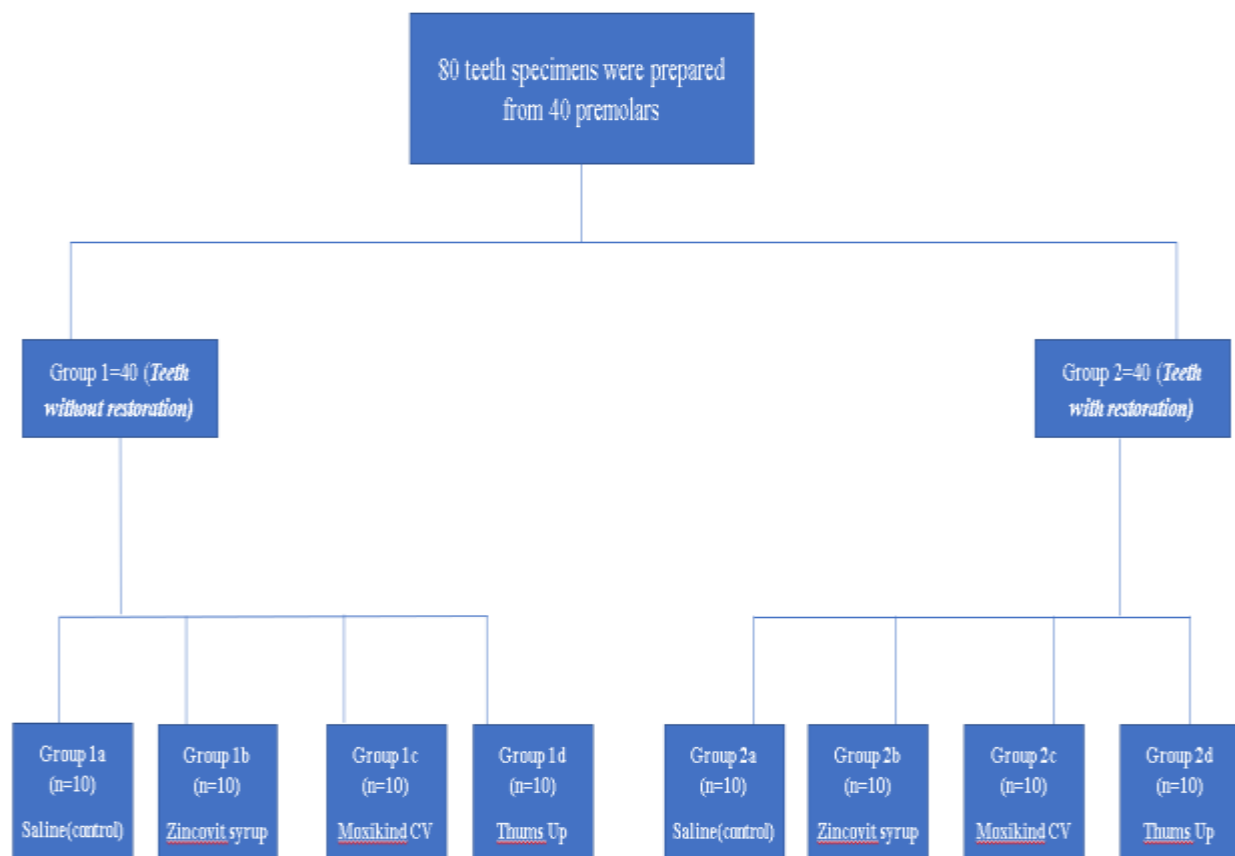 80 teeth specimens were prepared
from 40 premolars
Group 1=40 (Teeth
without restoration)
Group 2=40 (Teeth
with restoration)
Group 1a
(n=10)
Saline(control)
Group 1b
(n=10)
Zincovit syrup
Group 1c
(n=10)
Moxikind CV
Group 1d
(n=10)
Thums Up
Group 2a
(n=10)
Saline(control)
Group 2b
(n=10)
Zincovit syrup
Group 2c
(n=10)
Moxikind CV
Group 2d
(n=10)
Thums Up